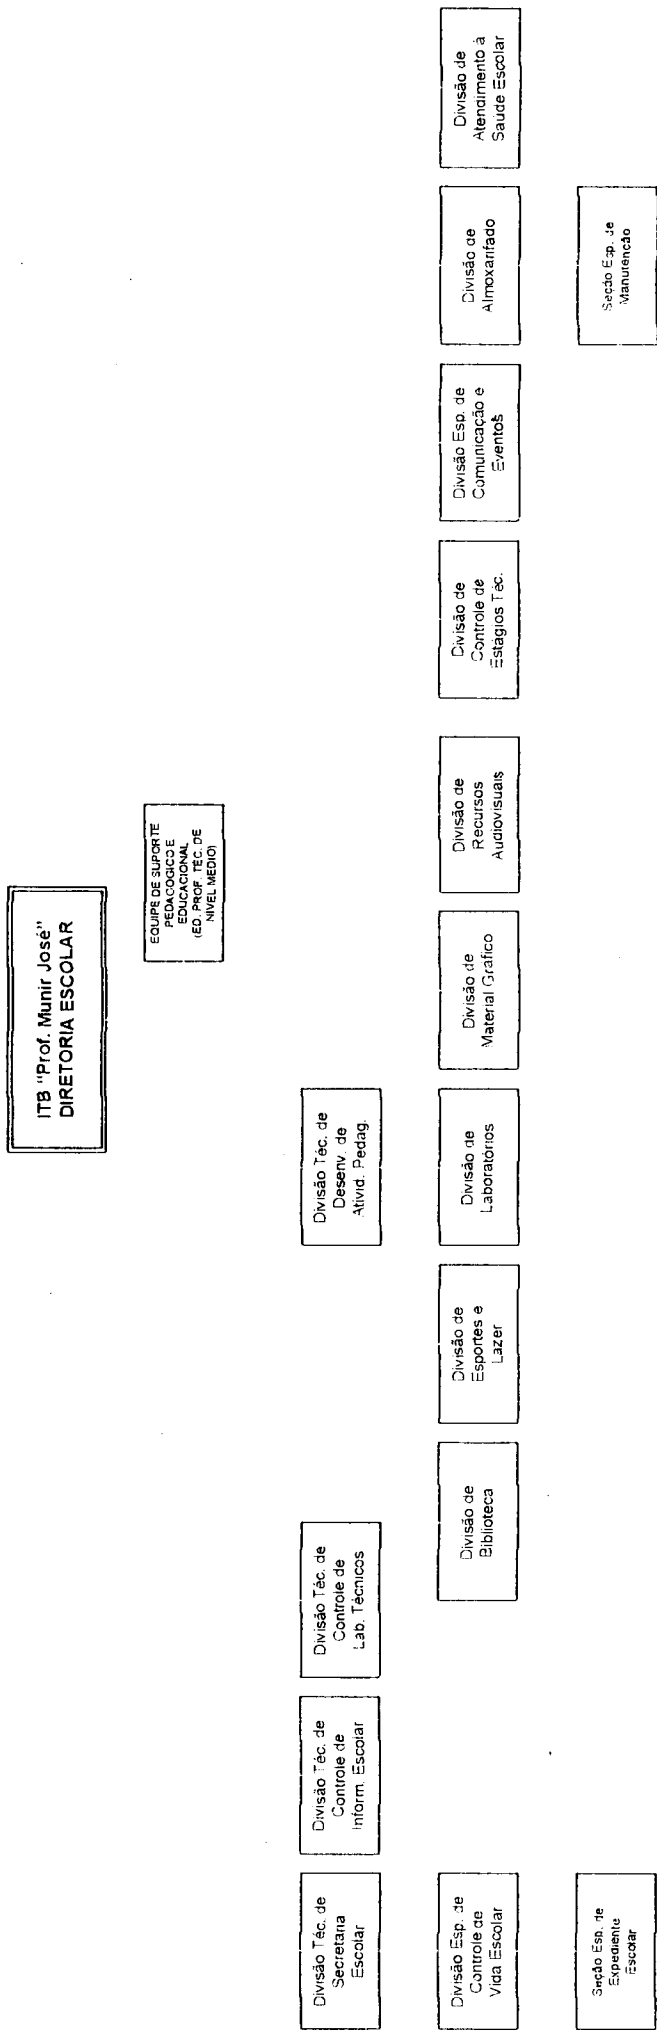 ITB "Prof. Munir José"
DIRETORIA ESCOLAR
EQUIPE DE SUPORTE
PEDAGOGICO E
EDUCACIONAL
(ED. PROF. TÉC. DE
NIVEL MEDIO)
Divisão Téc. de
Secretaria
Escolar
Divisão Téc. de
Controle de
Inform. Escolar
Divisão Téc. de
Controle de
Lab. Técnicos
Divisão Téc. de
Desenv. de
Ativid. Pedag.
Divisão Esp. de
Controle de
Vida Escolar
Divisão de
Biblioteca
Divisão de
Esportes e
Lazer
Divisão de
Laboratórios
Divisão de
Material Gráfico
Divisão de
Recursos
Audiovisuais
Divisão de
Controle de
Estágios Téc.
Divisão Esp. de
Comunicação e
Eventos
Divisão de
Almoxarifado
Divisão de
Atendimento à
Saúde Escolar
Seção Esp. de
Expediente
Escolar
Seção Esp. de
Manutenção